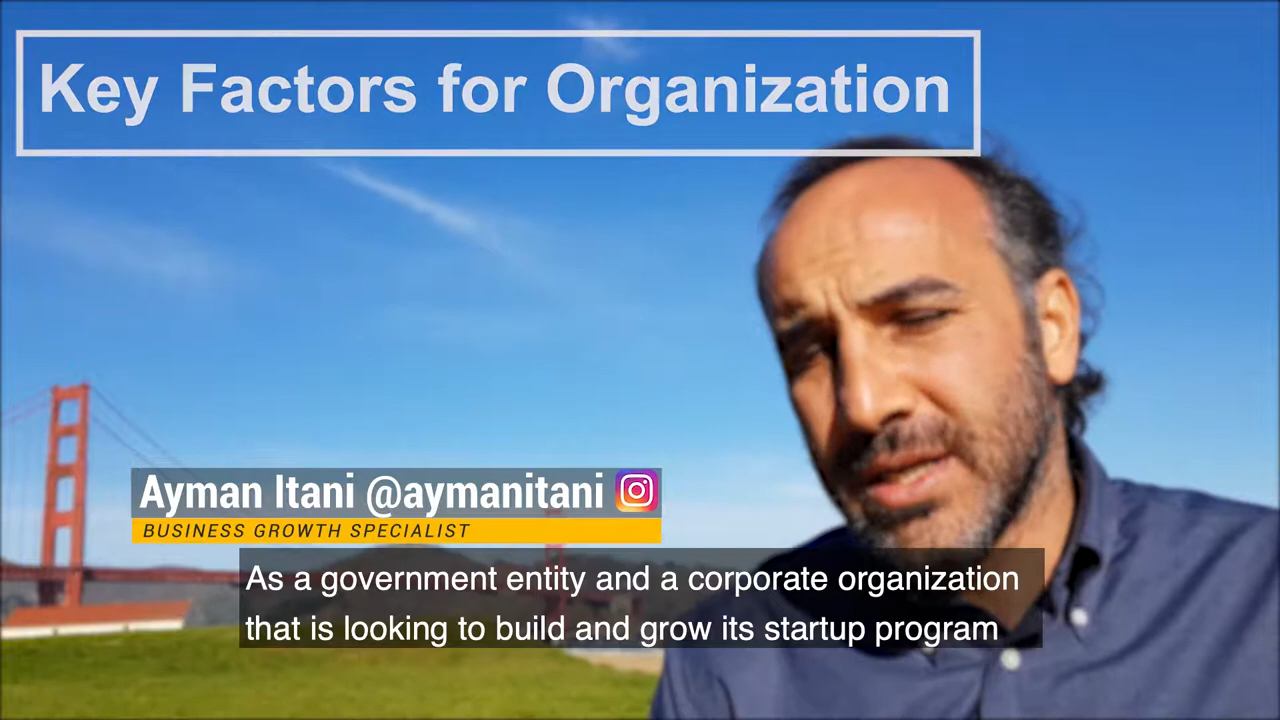 Key Factors for Organization
Ayman Itani @aymanitani
BUSINESS GROWTH SPECIALIST
As a government entity and a corporate organization
that is looking to build and grow its startup program